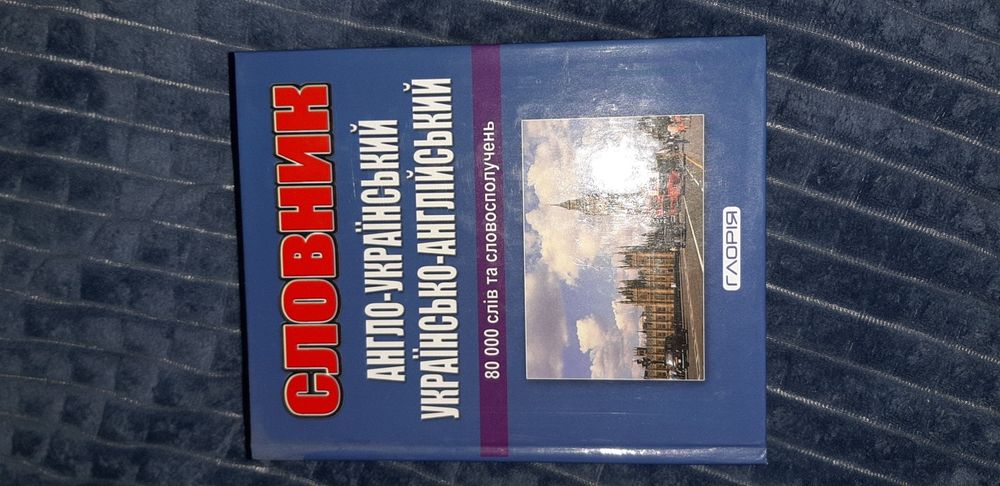 СЛОВНИК
АНГЛО-УКРАЇНСЬКИЙ
УКРАЇНСЬКО-АНГЛІЙСЬКИЙ
80 000 слів та словосполучень
ГЛОРІЯ